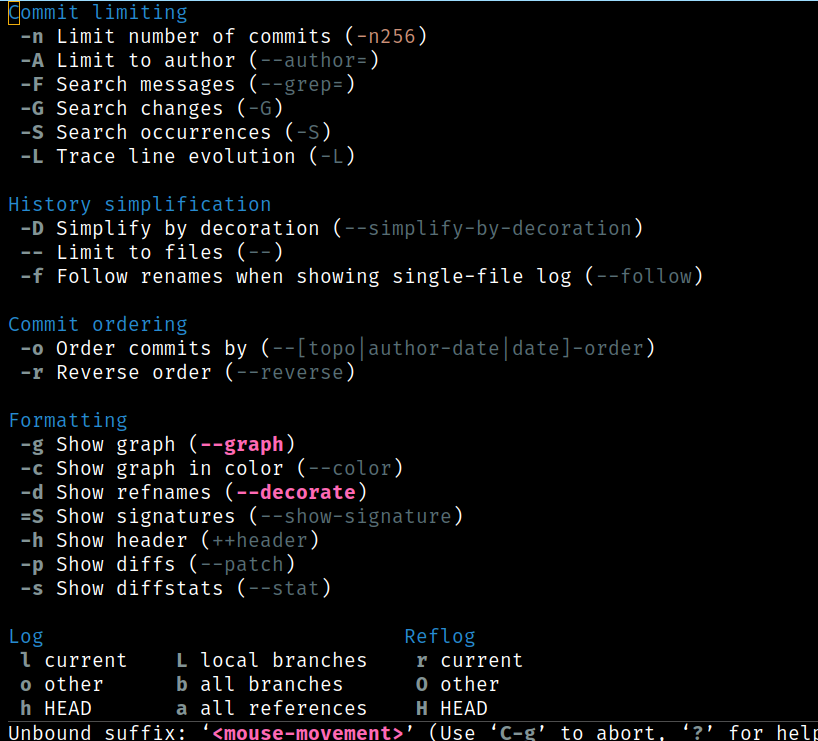 Commit limiting
-n Limit number of commits (-n256)
-A Limit to author (--author=)
-F Search messages (--grep=)
-G Search changes (-G)
-S Search occurrences (-S)
-L Trace line evolution (-L)
History simplification
-D Simplify by decoration (--simplify-by-decoration)
-- Limit to files (--)
-f Follow renames when showing single-file log (--follow)
Commit ordering
-o Order commits by (--[topo|author-date|date]-order)
-r Reverse order (--reverse)
Formatting
-g Show graph (--graph)
-c Show graph in color (--color)
-d Show refnames (--decorate)
=S Show signatures (--show-signature)
-h Show header (++header)
-p Show diffs (--patch)
-s Show diffstats (--stat)
Log Reflog
l current L local branches r current
o other b all branches O other
h HEAD a all references H HEAD
Unbound suffix: ‘<mouse-movement>’ (Use ‘C-g’ to abort, ‘?’ for help